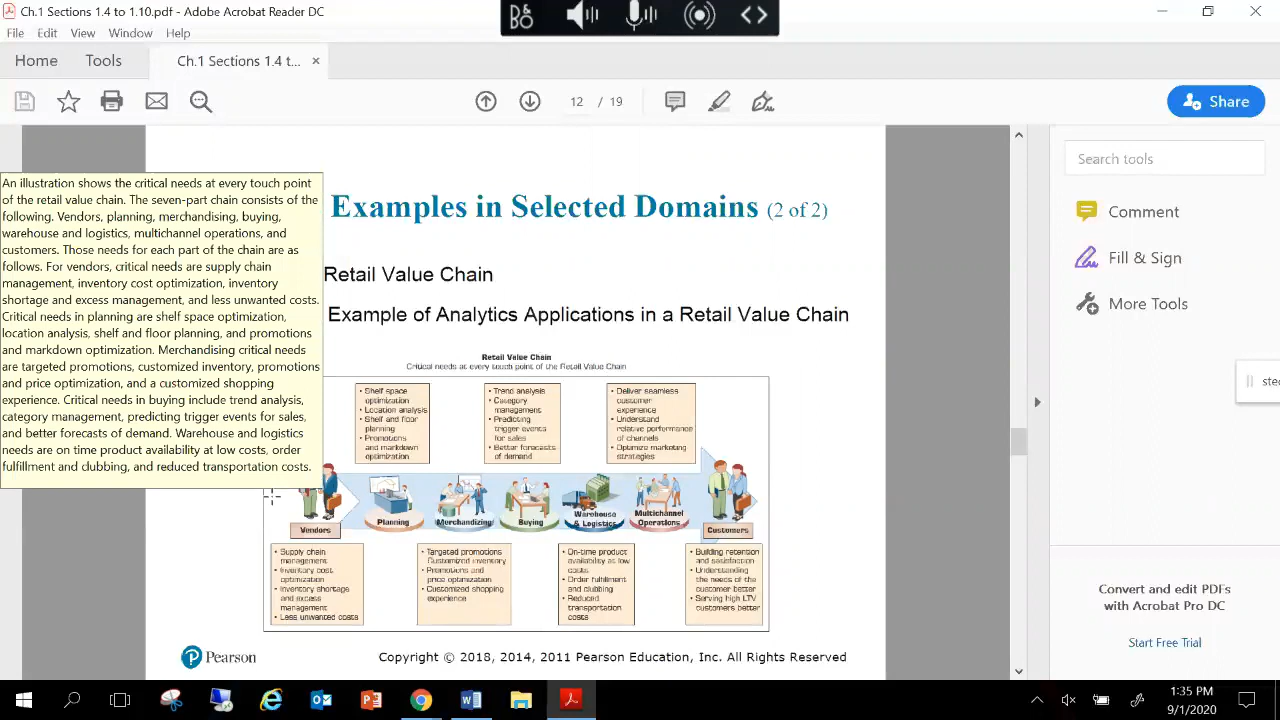 Ch.1 Sections 1.4 to 1.10.pdf - Adobe Acrobat Reader DC
File Edit View Window Help
Home Tools Ch.1 Sections 1.4 t... ×
12 / 19
Share
Search tools
Comment
Fill & Sign
More Tools
stec
Convert and edit PDFs
with Acrobat Pro DC
Start Free Trial
An illustration shows the critical needs at every touch point
of the retail value chain. The seven-part chain consists of the
following. Vendors, planning, merchandising, buying,
warehouse and logistics, multichannel operations, and
customers. Those needs for each part of the chain are as
follows. For vendors, critical needs are supply chain
management, inventory cost optimization, inventory
shortage and excess management, and less unwanted costs.
Critical needs in planning are shelf space optimization,
location analysis, shelf and floor planning, and promotions
and markdown optimization. Merchandising critical needs
are targeted promotions, customized inventory, promotions
and price optimization, and a customized shopping
experience. Critical needs in buying include trend analysis,
category management, predicting trigger events for sales,
and better forecasts of demand. Warehouse and logistics
needs are on time product availability at low costs, order
fulfillment and clubbing, and reduced transportation costs.
Examples in Selected Domains (2 of 2)
Retail Value Chain
Example of Analytics Applications in a Retail Value Chain
Retail Value Chain
Critical needs at every touch point of the Retail Value Chain
• Shelf space
optimization
• Location analysis
• Shelf and floor
planning
• Promotions
and markdown
optimization
• Trend analysis
• Category
management
• Predicting
trigger events
for sales
• Better forecasts
of demand
• Deliver seamless
customer
experience
• Understand
relative performance
of channels
• Optimize marketing
strategies
Vendors
Planning
Merchandizing
Buying
Warehouse
& Logistics
Multichannel
Operations
Customers
• Supply chain
management
• Inventory cost
optimization
• Inventory shortage
and excess
management
• Less unwanted costs
• Targeted promotions
Customized inventory
• Promotions and
price optimization
• Customized shopping
experience
• On-time product
availability at low
costs
• Order fulfillment
and clubbing
• Reduced
transportation
costs
• Building retention
and satisfaction
• Understanding
the needs of the
customer better
• Serving high LTV
customers better
Pearson
Copyright © 2018, 2014, 2011 Pearson Education, Inc. All Rights Reserved
1:35 PM
9/1/2020